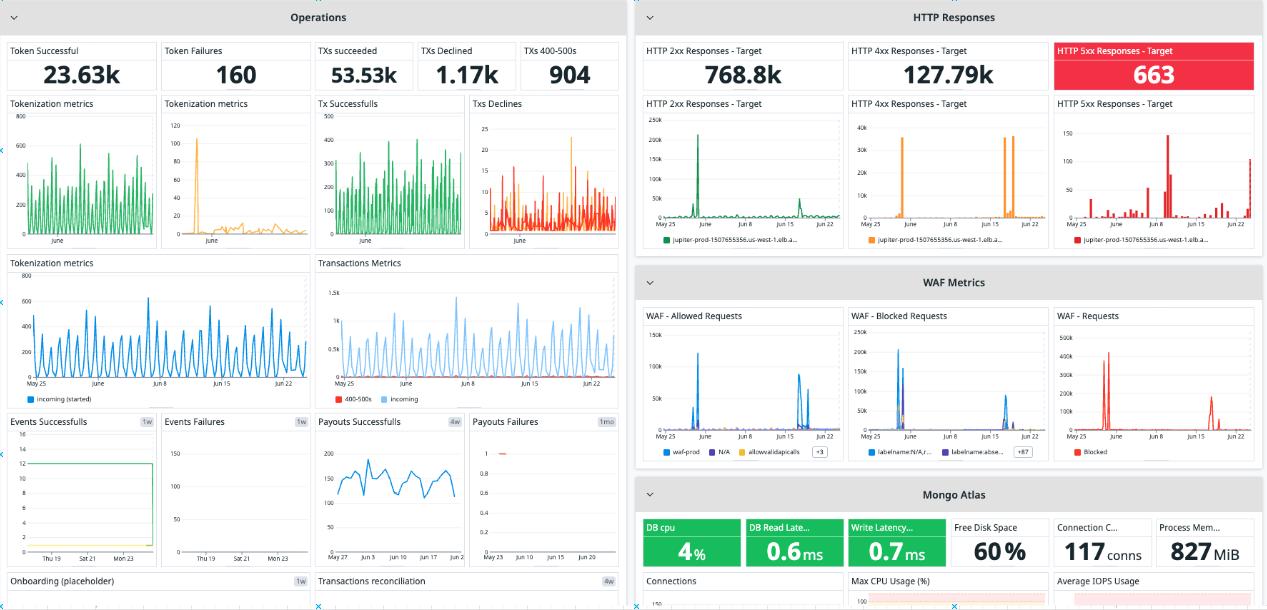 Operations
Token Successful
23.63k
Token Failures
160
TXs succeeded
53.53k
TXs Declined
1.17k
TXs 400-500s
904
Tokenization metrics
800
600
400
200
0
June
Tokenization metrics
120
100
80
60
40
20
0
June
Tx Successfulls
500
400
300
200
100
0
June
Txs Declines
25
20
15
10
5
0
June
Tokenization metrics
800
600
400
200
0
May 25
June
Jun 8
Jun 15
Jun 22
incoming (started)
Transactions Metrics
1.5k
1k
0.5k
0k
May 25
June
Jun 8
Jun 15
Jun 22
400-500s
incoming
Events Successfulls
1w
16
14
12
10
8
6
4
2
0
Thu 19
Sat 21
Mon 23
Events Failures
1w
150
100
50
0
Thu 19
Sat 21
Mon 23
Payouts Successfulls
4w
200
150
100
50
0
May 27
Jun 3
Jun 10
Jun 17
Jun 2
Payouts Failures
1mo
1
0.8
0.6
0.4
0.2
0
May 25
Jun 10
Jun 20
Onboarding (placeholder)
1w
Transactions reconciliation
4w
HTTP Responses
HTTP 2xx Responses - Target
768.8k
HTTP 4xx Responses - Target
127.79k
HTTP 5xx Responses - Target
663
HTTP 2xx Responses - Target
250k
200k
150k
100k
50k
0k
May 25
June
Jun 8
Jun 15
Jun 22
jupiter-prod-1507655356.us-west-1.elb.a...
HTTP 4xx Responses - Target
40k
30k
20k
10k
0k
May 25
June
Jun 8
Jun 15
Jun 22
jupiter-prod-1507655356.us-west-1.elb.a...
HTTP 5xx Responses - Target
150
100
50
0
May 25
June
Jun 8
Jun 15
Jun 22
jupiter-prod-1507655356.us-west-1.elb.a...
WAF Metrics
WAF - Allowed Requests
150k
100k
50k
0k
May 25
June
Jun 8
Jun 15
Jun 22
waf-prod
N/A
allowvalidapicalls
+3
WAF - Blocked Requests
250k
200k
150k
100k
50k
0k
May 25
June
Jun 8
Jun 15
Jun 22
labelname:N/A,r...
labelname:abse...
+87
WAF - Requests
500k
400k
300k
200k
100k
0k
May 25
June
Jun 8
Jun 15
Jun 22
Blocked
Mongo Atlas
DB cpu
4%
DB Read Late...
0.6ms
Write Latency...
0.7ms
Free Disk Space
60%
Connection C...
117 conns
Process Mem...
827 MiB
Connections
150
Max CPU Usage (%)
100
Average IOPS Usage